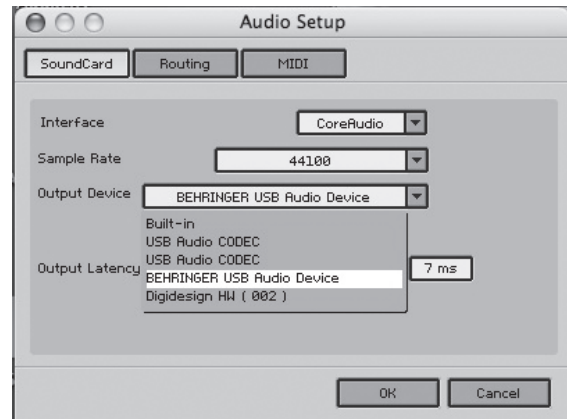 Audio Setup
SoundCard Routing MIDI
Interface CoreAudio
Sample Rate 44100
Output Device BEHRINGER USB Audio Device
Built-in
USB Audio CODEC
USB Audio CODEC
Output Latency 7 ms
BEHRINGER USB Audio Device
Digidesign HW ( 002 )
OK Cancel